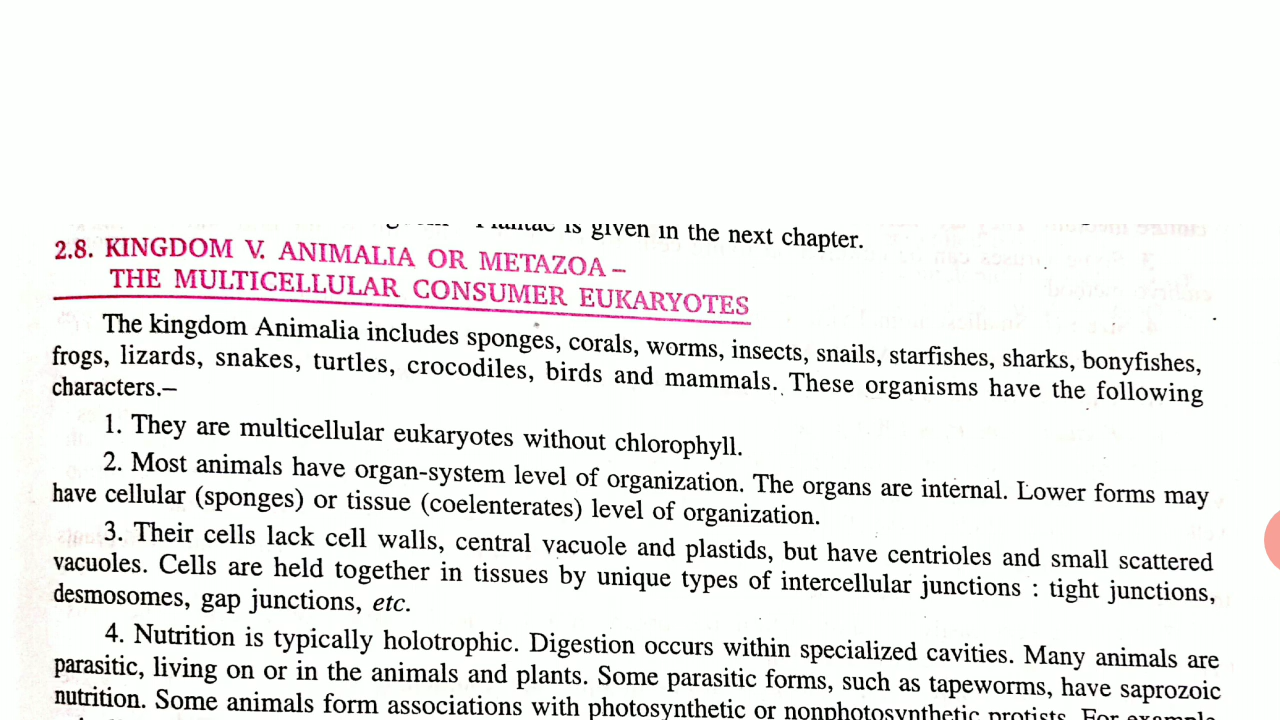 is given in the next chapter.
2.8. KINGDOM V. ANIMALIA OR METAZOA –
THE MULTICELLULAR CONSUMER EUKARYOTES
The kingdom Animalia includes sponges, corals, worms, insects, snails, starfishes, sharks, bonyfishes,
frogs, lizards, snakes, turtles, crocodiles, birds and mammals. These organisms have the following
characters.–
1. They are multicellular eukaryotes without chlorophyll.
2. Most animals have organ-system level of organization. The organs are internal. Lower forms may
have cellular (sponges) or tissue (coelenterates) level of organization.
3. Their cells lack cell walls, central vacuole and plastids, but have centrioles and small scattered
vacuoles. Cells are held together in tissues by unique types of intercellular junctions : tight junctions,
desmosomes, gap junctions, etc.
4. Nutrition is typically holotrophic. Digestion occurs within specialized cavities. Many animals are
parasitic, living on or in the animals and plants. Some parasitic forms, such as tapeworms, have saprozoic
nutrition. Some animals form associations with photosynthetic or nonphotosynthetic protists. For example